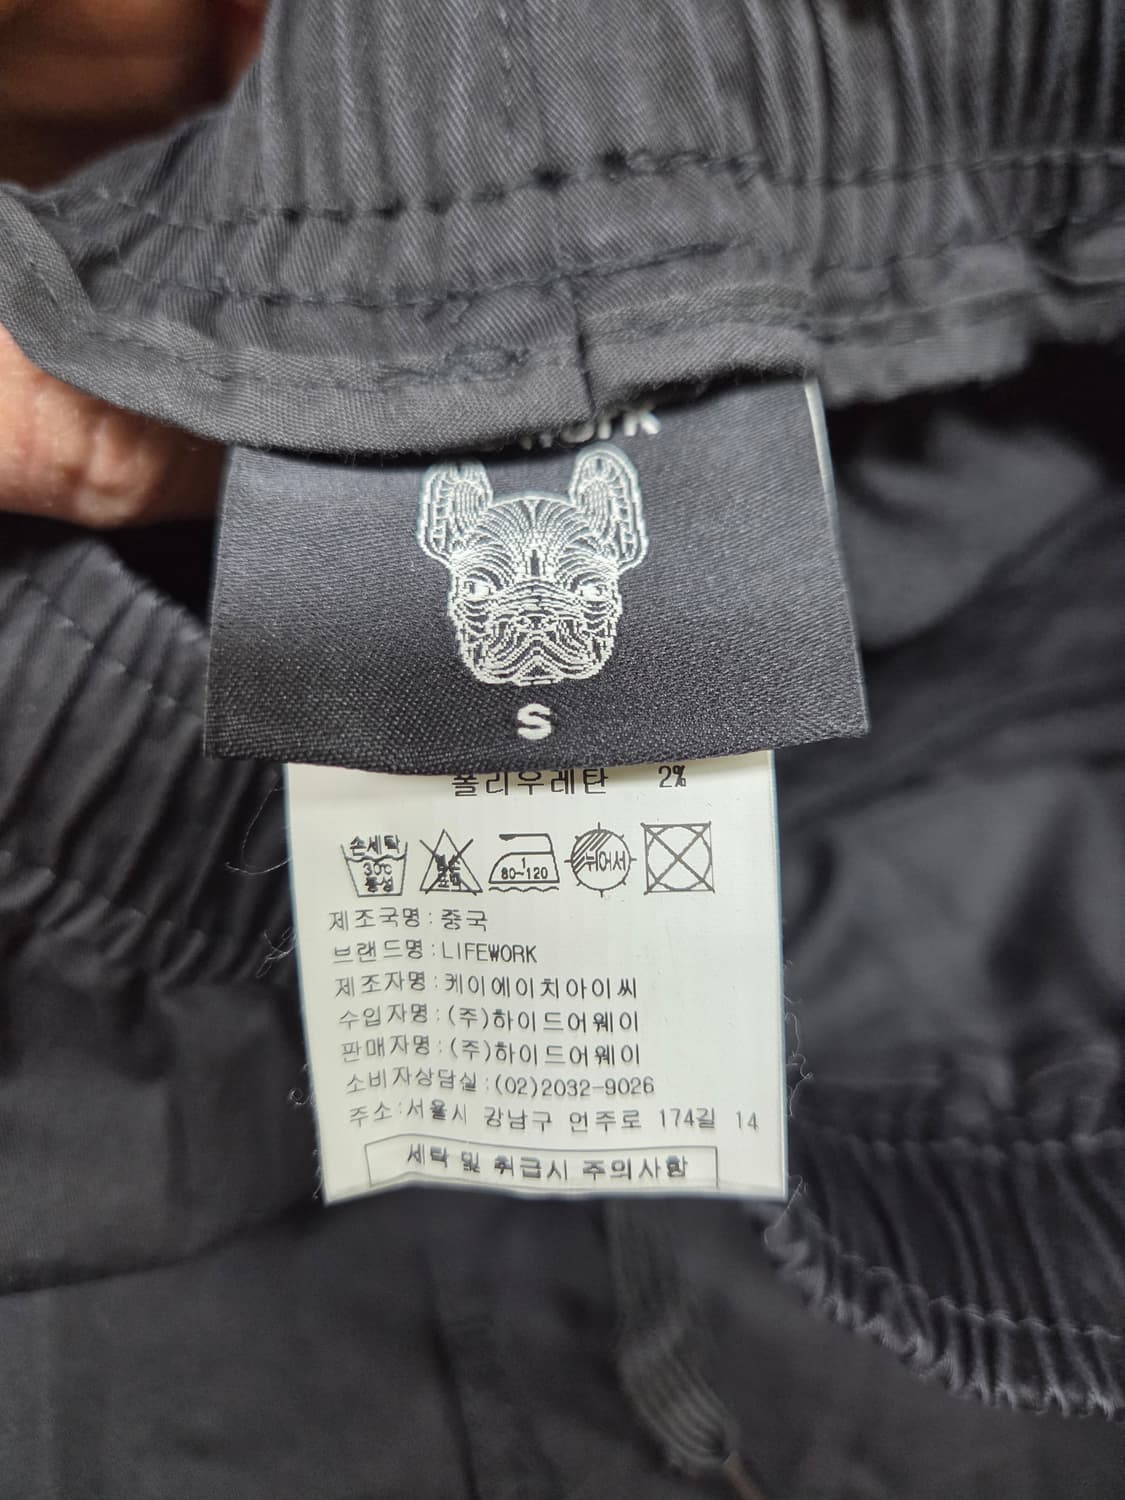 S
폴리우레탄 2%
손세탁 30℃ 중성
1 80~120
뉘어서
제조국명:중국
브랜드명:LIFEWORK
제조자명:케이에이치아이씨
수입자명:(주)하이드어웨이
판매자명:(주)하이드어웨이
소비자상담실:(02)2032-9026
주소:서울시 강남구 언주로 174길 14
세탁 및 취급시 주의사항